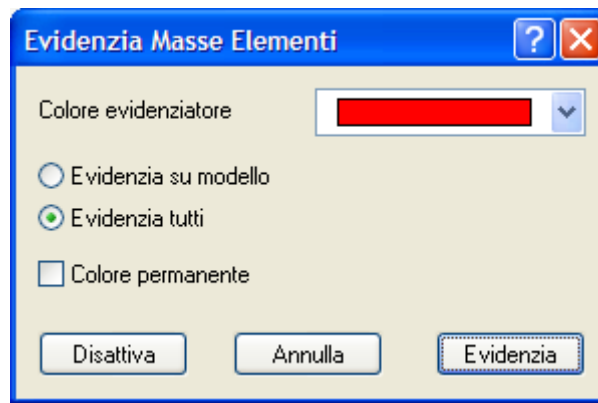 Evidenzia Masse Elementi
Colore evidenziatore
Evidenzia su modello
Evidenzia tutti
Colore permanente
Disattiva Annulla Evidenzia